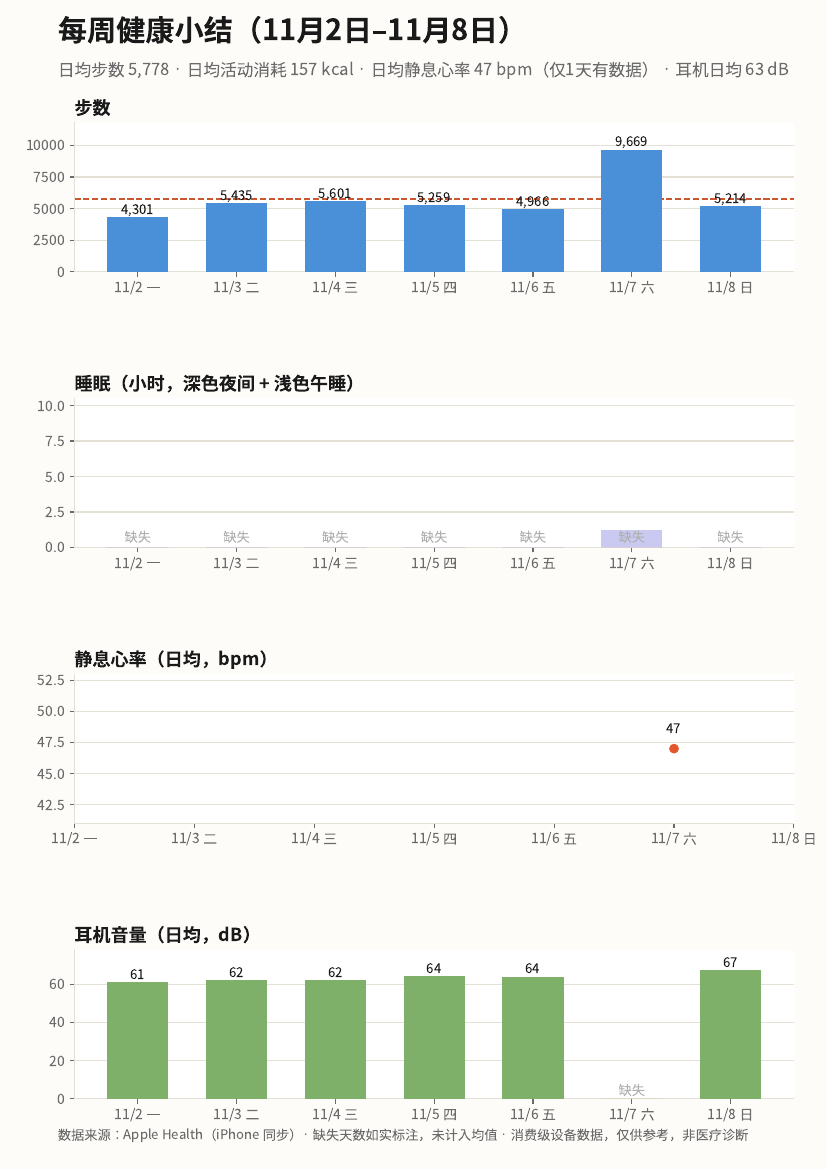 每周健康小结（11月2日–11月8日）
日均步数 5,778 · 日均活动消耗 157 kcal · 日均静息心率 47 bpm（仅1天有数据） · 耳机日均 63 dB
步数
10000
7500
5000
2500
0
4,301
5,435
5,601
5,259
4,966
9,669
5,214
11/2 一 11/3 二 11/4 三 11/5 四 11/6 五 11/7 六 11/8 日
睡眠（小时，深色夜间 + 浅色午睡）
10.0
7.5
5.0
2.5
0.0
缺失 缺失 缺失 缺失 缺失 缺失 缺失
11/2 一 11/3 二 11/4 三 11/5 四 11/6 五 11/7 六 11/8 日
静息心率（日均，bpm）
52.5
50.0
47.5
45.0
42.5
47
11/2 一 11/3 二 11/4 三 11/5 四 11/6 五 11/7 六 11/8 日
耳机音量（日均，dB）
60
40
20
0
61 62 62 64 64 缺失 67
11/2 一 11/3 二 11/4 三 11/5 四 11/6 五 11/7 六 11/8 日
数据来源：Apple Health（iPhone 同步）· 缺失天数如实标注，未计入均值 · 消费级设备数据，仅供参考，非医疗诊断